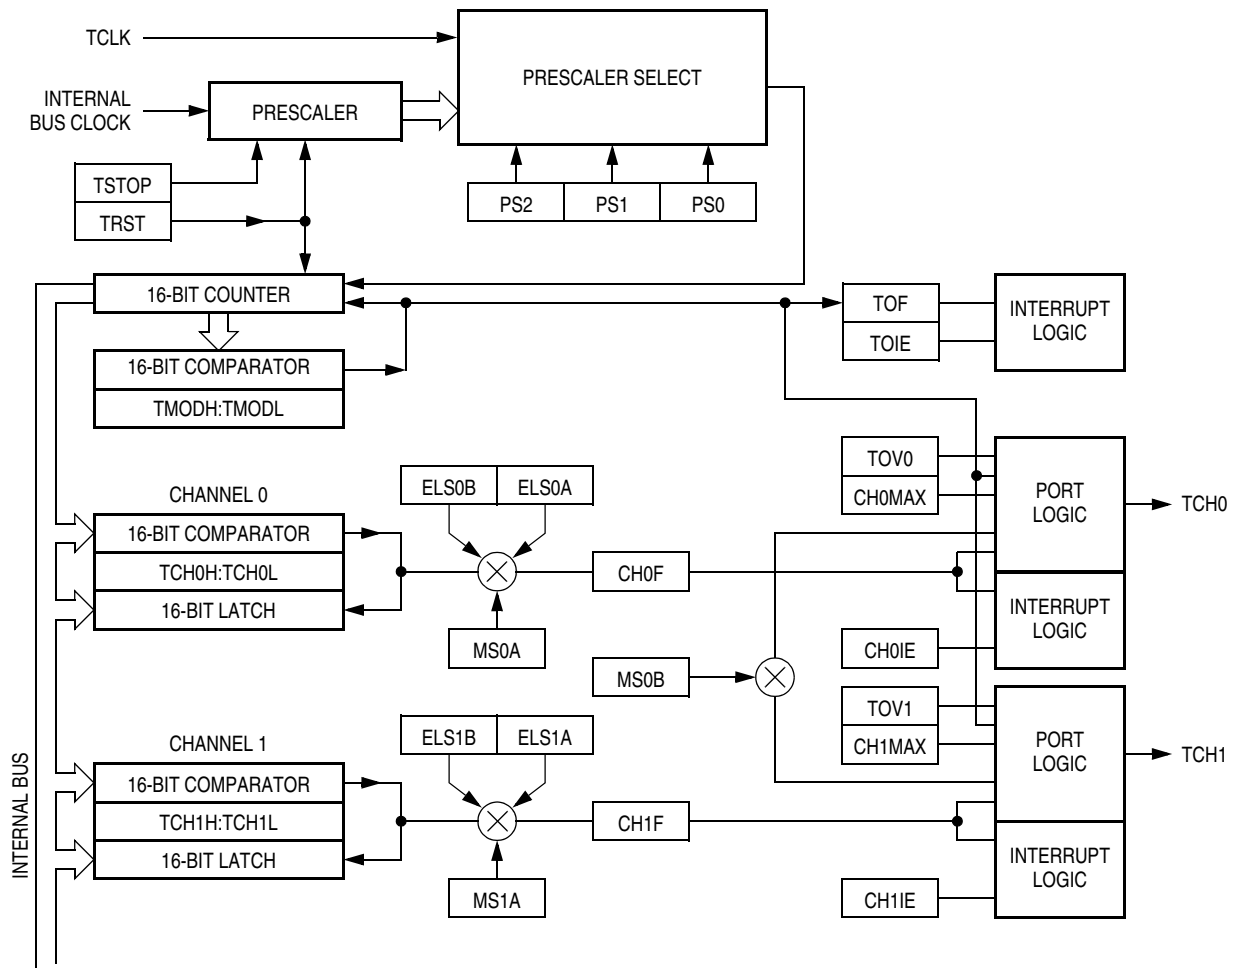 TCLK
PRESCALER SELECT
INTERNAL
BUS CLOCK
PRESCALER
TSTOP
TRST
PS2
PS1
PS0
16-BIT COUNTER
16-BIT COMPARATOR
TMODH:TMODL
TOF
TOIE
INTERRUPT
LOGIC
CHANNEL 0
16-BIT COMPARATOR
TCH0H:TCH0L
16-BIT LATCH
ELS0B
ELS0A
MS0A
CH0F
TOV0
CH0MAX
PORT
LOGIC
TCH0
INTERRUPT
LOGIC
CH0IE
MS0B
CHANNEL 1
16-BIT COMPARATOR
TCH1H:TCH1L
16-BIT LATCH
ELS1B
ELS1A
MS1A
CH1F
TOV1
CH1MAX
PORT
LOGIC
TCH1
INTERRUPT
LOGIC
CH1IE
INTERNAL BUS